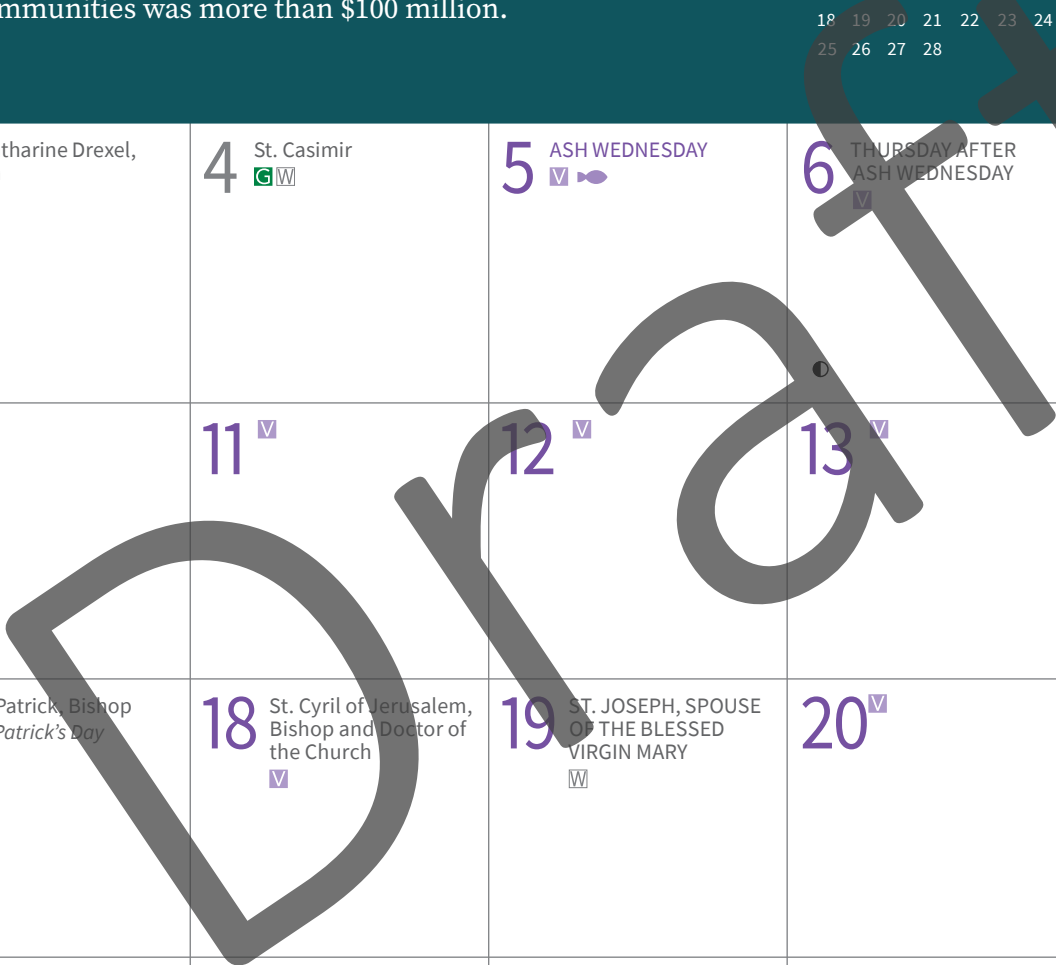 mmunities was more than $100 million.
18 19 20 21 22 23 24
25 26 27 28
tharine Drexel,
4 St. Casimir
G W
5 ASH WEDNESDAY
V
6 THURSDAY AFTER
ASH WEDNESDAY
V
11 V
12 V
13 V
Patrick, Bishop
Patrick's Day
18 St. Cyril of Jerusalem,
Bishop and Doctor of
the Church
V
19 ST. JOSEPH, SPOUSE
OF THE BLESSED
VIRGIN MARY
W
20 V
Draft